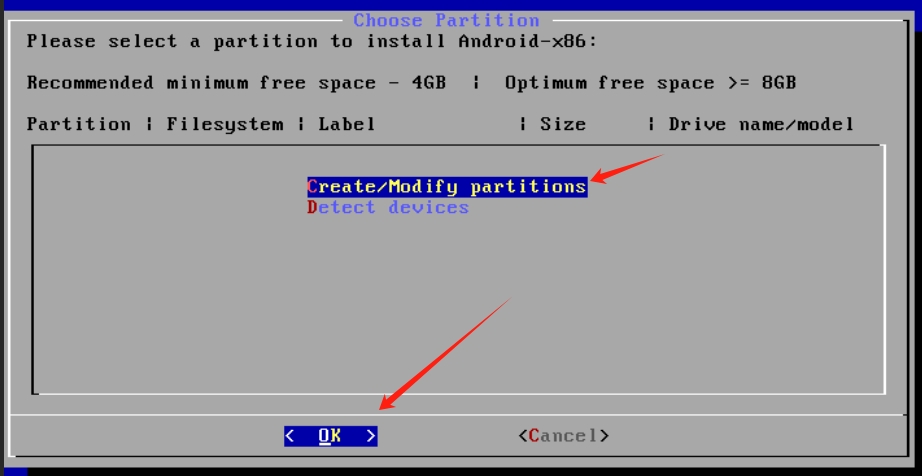 Choose Partition
Please select a partition to install Android-x86:
Recommended minimum free space - 4GB ¦ Optimum free space >= 8GB
Partition ¦ Filesystem ¦ Label ¦ Size ¦ Drive name/model
Create/Modify partitions
Detect devices
< OK > <Cancel>